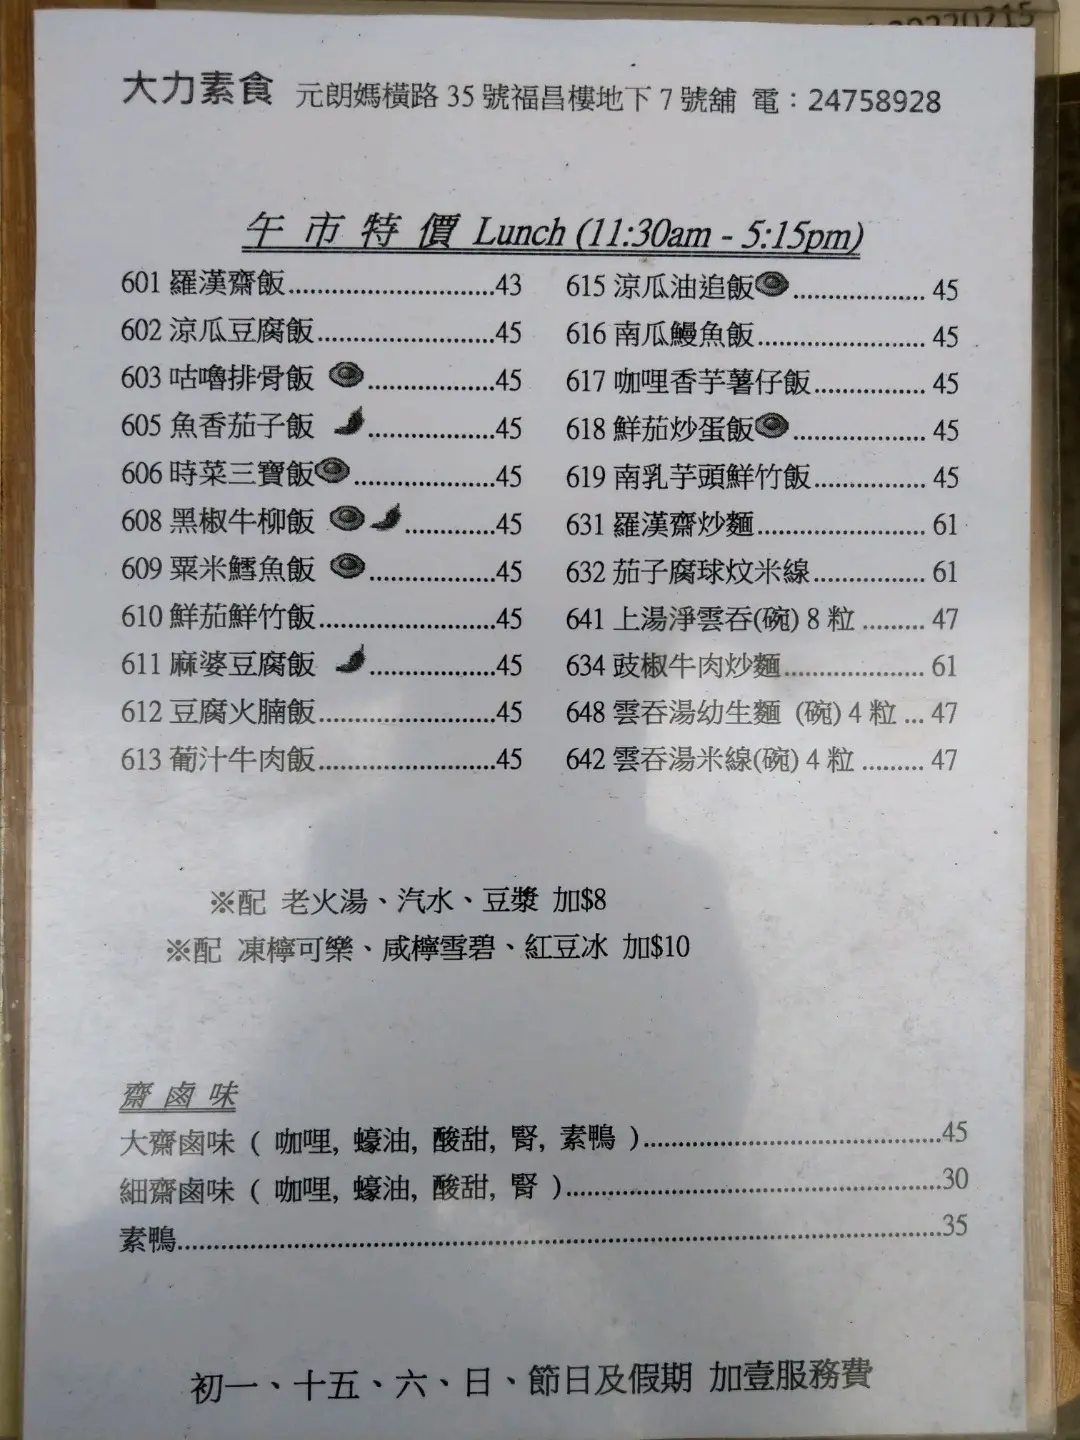 20220215
大力素食 元朗媽橫路 35 號福昌樓地下 7 號舖 電：24758928
午 市 特 價 Lunch (11:30am - 5:15pm)
601 羅漢齋飯..............................43
602 涼瓜豆腐飯..........................45
603 咕嚕排骨飯 ..................45
605 魚香茄子飯 ..................45
606 時菜三寶飯....................45
608 黑椒牛柳飯 .............45
609 粟米鱈魚飯 ..................45
610 鮮茄鮮竹飯.........................45
611 麻婆豆腐飯 ..................45
612 豆腐火腩飯.........................45
613 葡汁牛肉飯.........................45
615 涼瓜油追飯................... 45
616 南瓜鰻魚飯........................ 45
617 咖哩香芋薯仔飯................ 45
618 鮮茄炒蛋飯................... 45
619 南乳芋頭鮮竹飯................ 45
631 羅漢齋炒麵........................ 61
632 茄子腐球炆米線................ 61
641 上湯淨雲吞(碗) 8 粒 ......... 47
634 豉椒牛肉炒麵.................... 61
648 雲吞湯幼生麵 (碗) 4 粒 ... 47
642 雲吞湯米線(碗) 4 粒 ......... 47
※配 老火湯、汽水、豆漿 加$8
※配 凍檸可樂、咸檸雪碧、紅豆冰 加$10
齋 鹵 味
大齋鹵味 ( 咖哩, 蠔油, 酸甜, 腎, 素鴨 )...........................................45
細齋鹵味 ( 咖哩, 蠔油, 酸甜, 腎 )......................................................30
素鴨..............................................................................................................35
初一、十五、六、日、節日及假期 加壹服務費